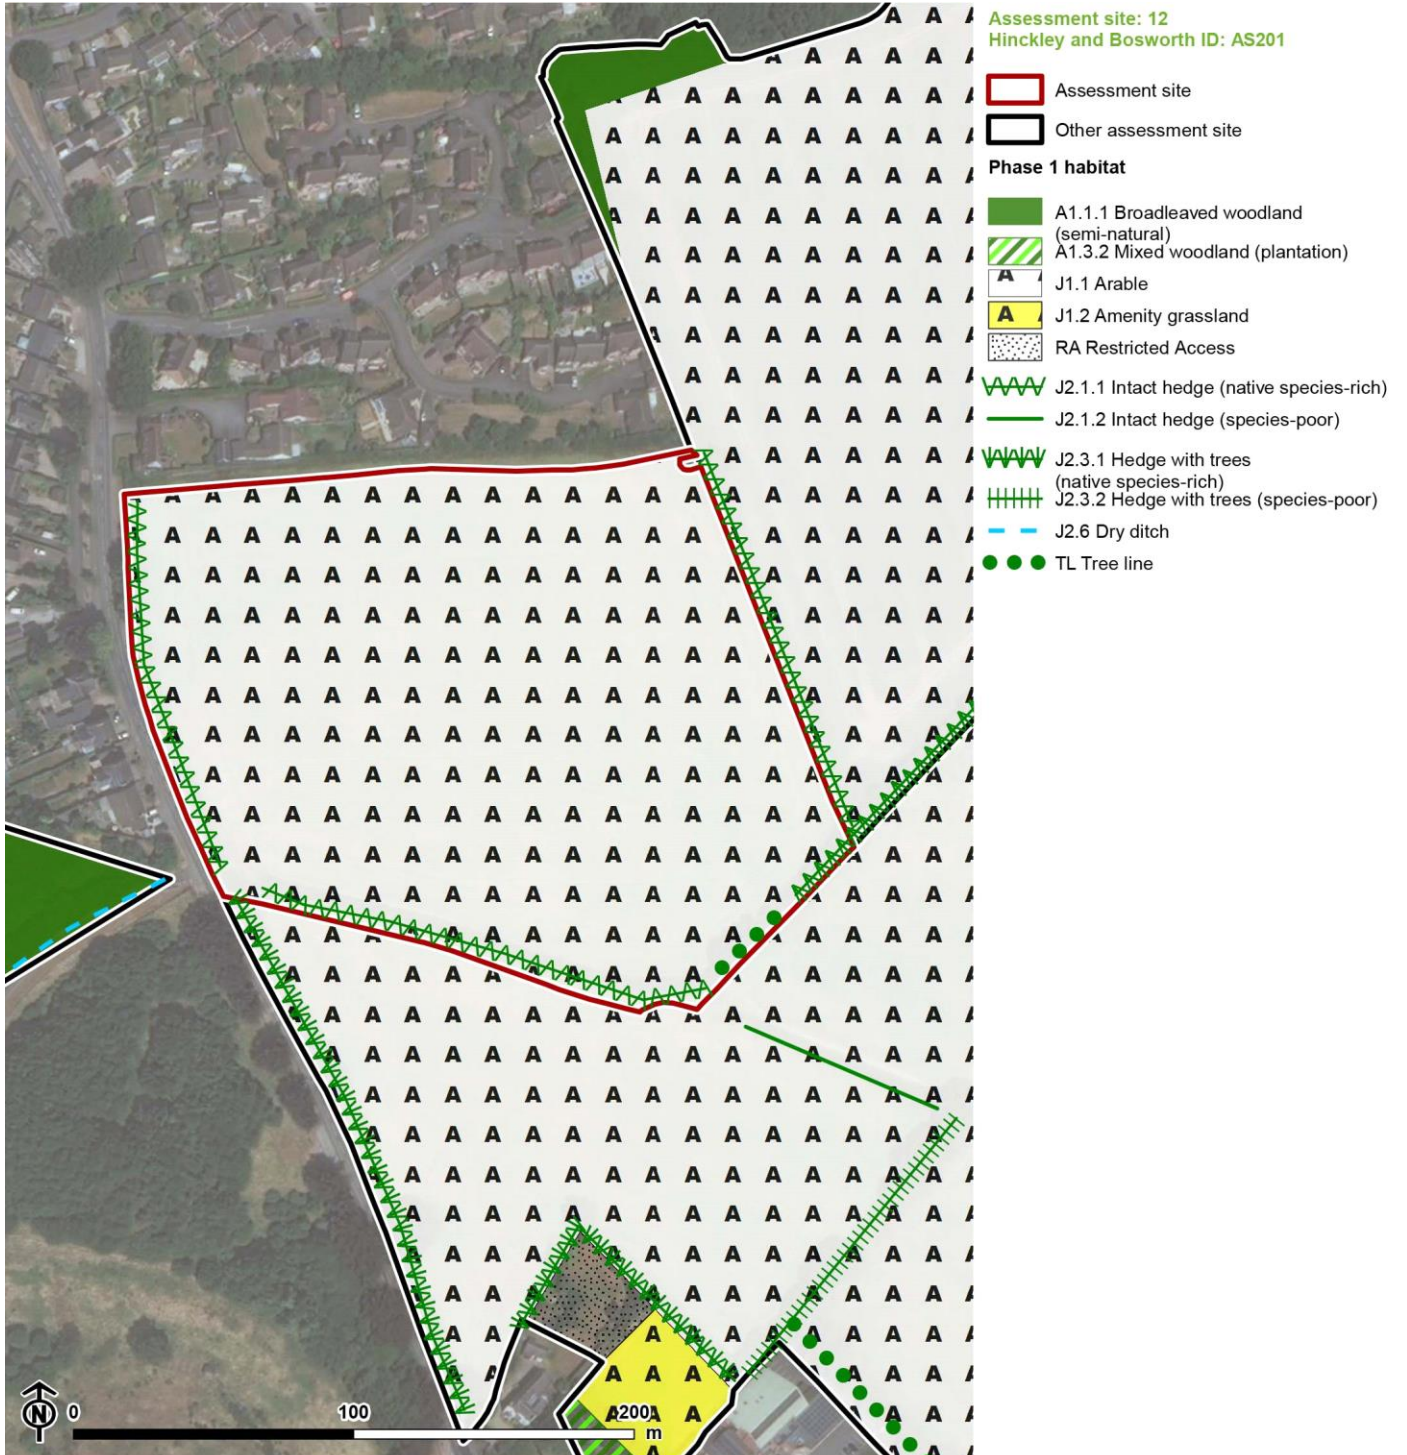 Assessment site: 12
Hinckley and Bosworth ID: AS201
Assessment site
Other assessment site
Phase 1 habitat
A1.1.1 Broadleaved woodland
(semi-natural)
A1.3.2 Mixed woodland (plantation)
J1.1 Arable
J1.2 Amenity grassland
RA Restricted Access
J2.1.1 Intact hedge (native species-rich)
J2.1.2 Intact hedge (species-poor)
J2.3.1 Hedge with trees
(native species-rich)
J2.3.2 Hedge with trees (species-poor)
J2.6 Dry ditch
TL Tree line
N
0 100 200
m